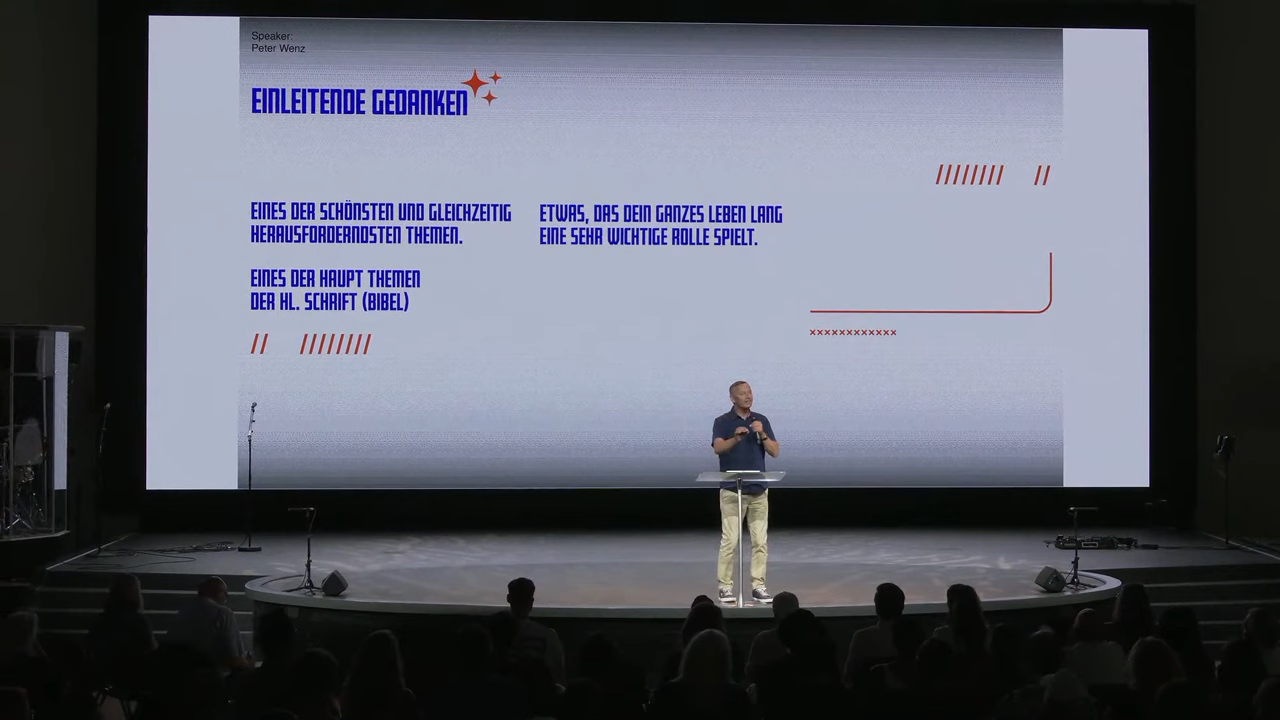 Speaker:
Peter Wenz
EINLEITENDE GEDANKEN
EINES DER SCHÖNSTEN UND GLEICHZEITIG
HERAUSFORDERNDSTEN THEMEN.
EINES DER HAUPT THEMEN
DER HL. SCHRIFT (BIBEL)
ETWAS, DAS DEIN GANZES LEBEN LANG
EINE SEHR WICHTIGE ROLLE SPIELT.